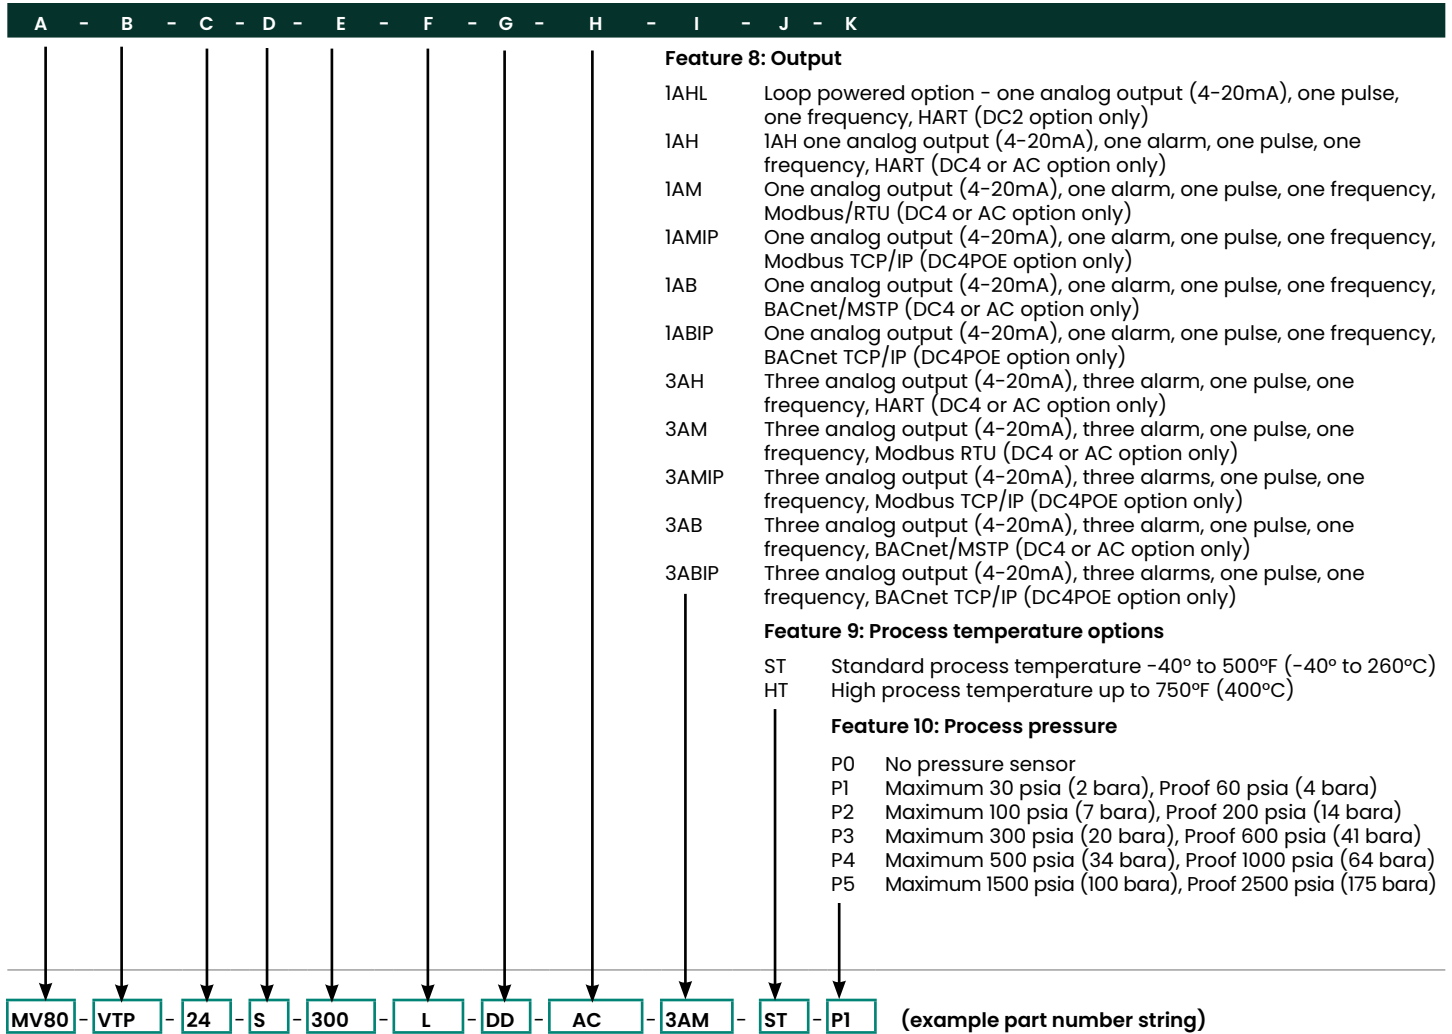 A - B - C - D - E - F - G - H - I - J - K
Feature 8: Output
1AHL Loop powered option - one analog output (4-20mA), one pulse,
one frequency, HART (DC2 option only)
1AH 1AH one analog output (4-20mA), one alarm, one pulse, one
frequency, HART (DC4 or AC option only)
1AM One analog output (4-20mA), one alarm, one pulse, one frequency,
Modbus/RTU (DC4 or AC option only)
1AMIP One analog output (4-20mA), one alarm, one pulse, one frequency,
Modbus TCP/IP (DC4POE option only)
1AB One analog output (4-20mA), one alarm, one pulse, one frequency,
BACnet/MSTP (DC4 or AC option only)
1ABIP One analog output (4-20mA), one alarm, one pulse, one frequency,
BACnet TCP/IP (DC4POE option only)
3AH Three analog output (4-20mA), three alarm, one pulse, one
frequency, HART (DC4 or AC option only)
3AM Three analog output (4-20mA), three alarm, one pulse, one
frequency, Modbus RTU (DC4 or AC option only)
3AMIP Three analog output (4-20mA), three alarms, one pulse, one
frequency, Modbus TCP/IP (DC4POE option only)
3AB Three analog output (4-20mA), three alarm, one pulse, one
frequency, BACnet/MSTP (DC4 or AC option only)
3ABIP Three analog output (4-20mA), three alarms, one pulse, one
frequency, BACnet TCP/IP (DC4POE option only)
Feature 9: Process temperature options
ST Standard process temperature -40° to 500°F (-40° to 260°C)
HT High process temperature up to 750°F (400°C)
Feature 10: Process pressure
P0 No pressure sensor
P1 Maximum 30 psia (2 bara), Proof 60 psia (4 bara)
P2 Maximum 100 psia (7 bara), Proof 200 psia (14 bara)
P3 Maximum 300 psia (20 bara), Proof 600 psia (41 bara)
P4 Maximum 500 psia (34 bara), Proof 1000 psia (64 bara)
P5 Maximum 1500 psia (100 bara), Proof 2500 psia (175 bara)
MV80 - VTP - 24 - S - 300 - L - DD - AC - 3AM - ST - P1 (example part number string)